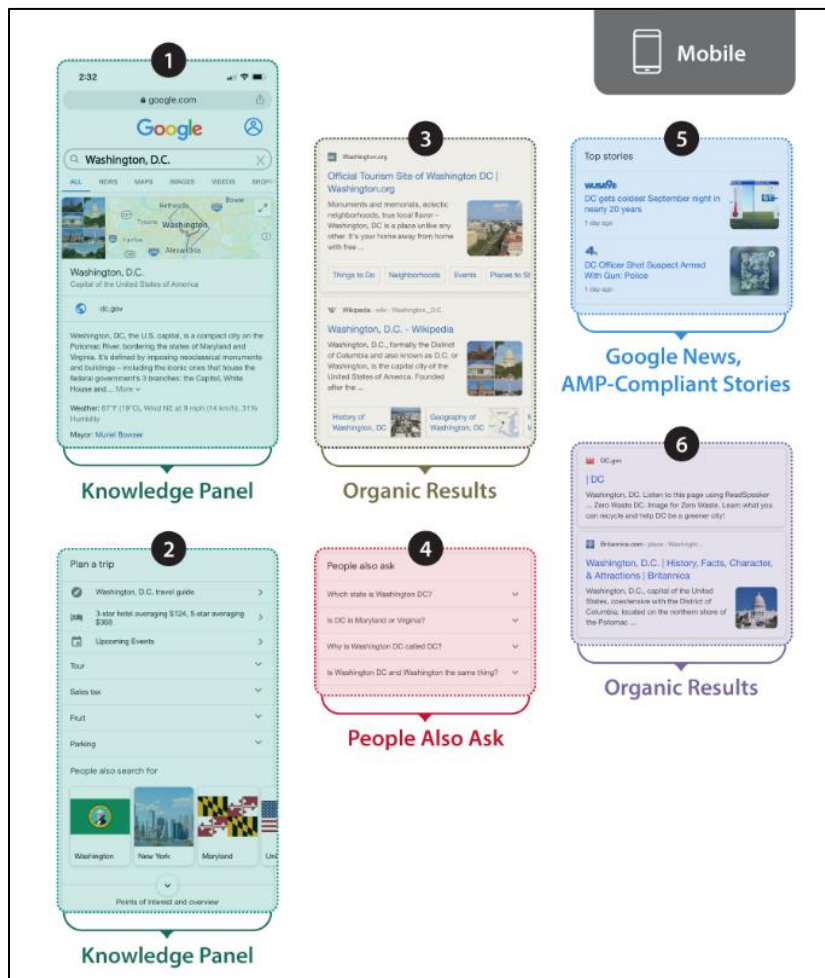 Mobile
1
2:32
google.com
Google
Washington, D.C.
ALL NEWS MAPS IMAGES VIDEOS SHOP
Bethesda Bowie
Tysons
Washington
Fairfax
Alexandria
Washington, D.C.
Capital of the United States of America
dc.gov
Washington, DC, the U.S. capital, is a compact city on the
Potomac River, bordering the states of Maryland and
Virginia. It's defined by imposing neoclassical monuments
and buildings – including the iconic ones that house the
federal government's 3 branches: the Capitol, White
House and... More
Weather: 67°F (19°C), Wind NE at 9 mph (14 km/h), 31%
Humidity
Mayor: Muriel Bowser
Knowledge Panel
2
Plan a trip
Washington, D.C. travel guide
3-star hotel averaging $124, 5-star averaging
$368
Upcoming Events
Tour
Sales tax
Fruit
Parking
People also search for
Washington New York Maryland
Points of interest and overview
Knowledge Panel
3
Washington.org
Official Tourism Site of Washington DC |
Washington.org
Monuments and memorials, eclectic
neighborhoods, true local flavor –
Washington, DC is a place unlike any
other. It's your home away from home
with free ...
Things to Do Neighborhoods Events Places to St
W Wikipedia › wiki › Washington,_D.C.
Washington, D.C. - Wikipedia
Washington, D.C., formally the District
of Columbia and also known as D.C. or
Washington, is the capital city of the
United States of America. Founded
after the ...
History of
Washington, DC
Geography of
Washington, DC
Organic Results
4
People also ask
Which state is Washington DC?
Is DC in Maryland or Virginia?
Why is Washington DC called DC?
Is Washington DC and Washington the same thing?
People Also Ask
5
Top stories
WUSA9
DC gets coldest September night in
nearly 20 years
1 day ago
4
DC Officer Shot Suspect Armed
With Gun: Police
1 day ago
Google News,
AMP-Compliant Stories
6
DC.gov
| DC
Washington, DC. Listen to this page using ReadSpeaker
... Zero Waste DC. Image for Zero Waste. Learn what you
can recycle and help DC be a greener city!
Britannica.com › place › Washingto...
Washington, D.C. | History, Facts, Character,
& Attractions | Britannica
Washington, D.C., capital of the United
States, coextensive with the District of
Columbia, located on the northern shore of
the Potomac ...
Organic Results